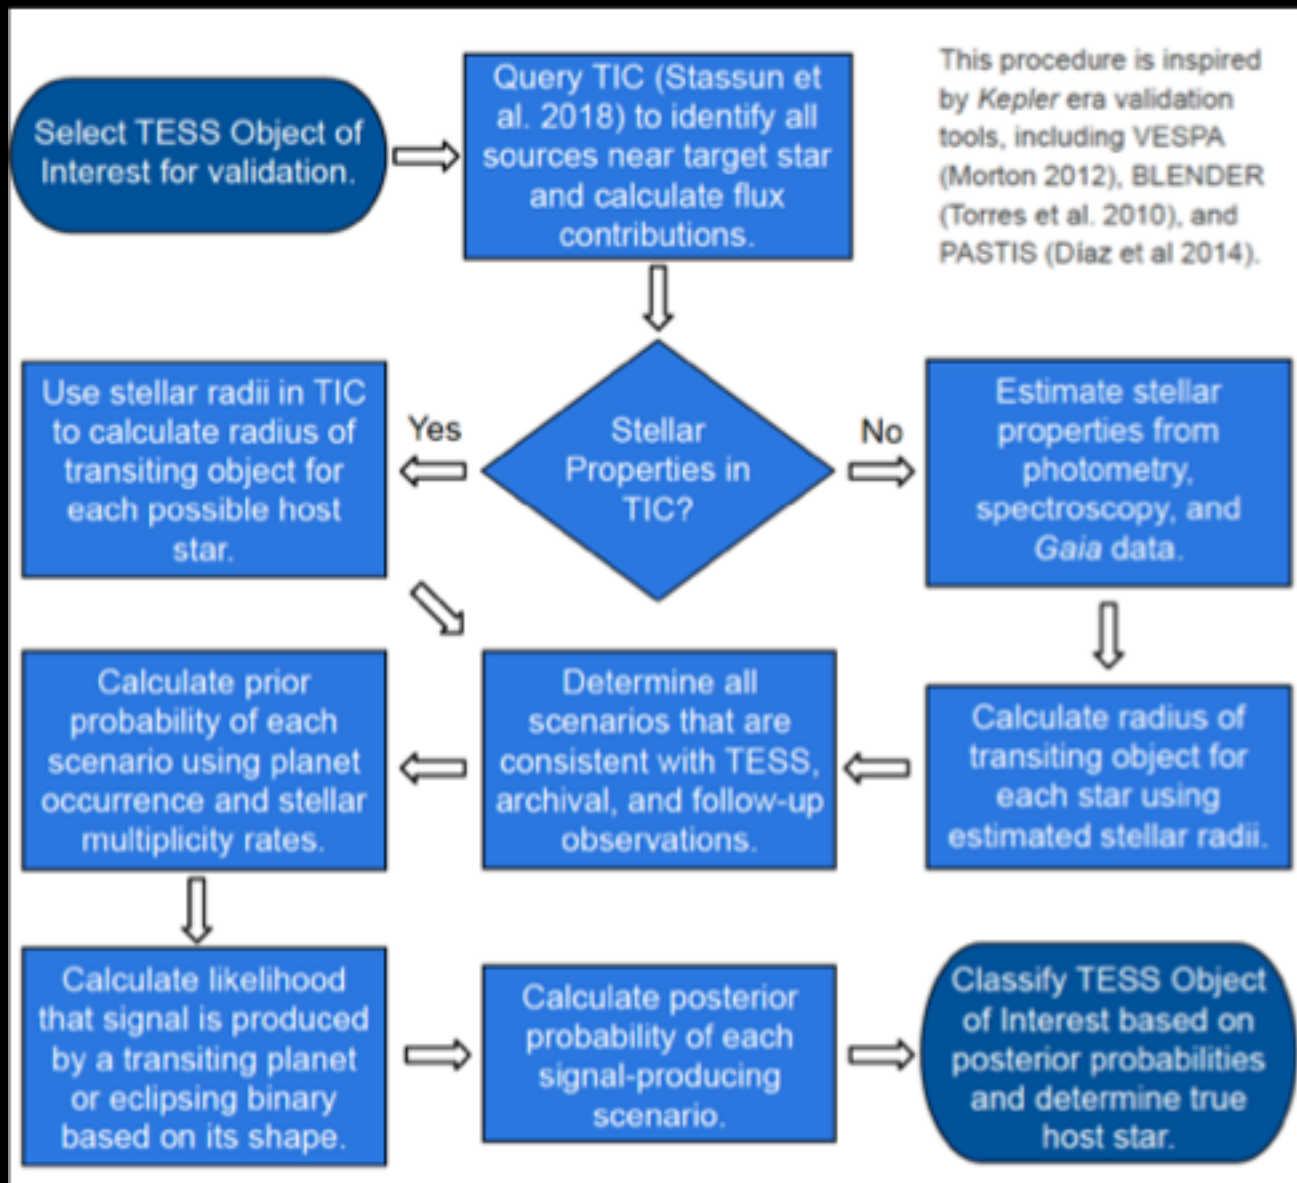 Select TESS Object of
Interest for validation.
Query TIC (Stassun et
al. 2018) to identify all
sources near target star
and calculate flux
contributions.
This procedure is inspired
by Kepler era validation
tools, including VESPA
(Morton 2012), BLENDER
(Torres et al. 2010), and
PASTIS (Díaz et al 2014).
Use stellar radii in TIC
to calculate radius of
transiting object for
each possible host
star.
Yes
Stellar
Properties in
TIC?
No
Estimate stellar
properties from
photometry,
spectroscopy, and
Gaia data.
Calculate prior
probability of each
scenario using planet
occurrence and stellar
multiplicity rates.
Determine all
scenarios that are
consistent with TESS,
archival, and follow-up
observations.
Calculate radius of
transiting object for
each star using
estimated stellar radii.
Calculate likelihood
that signal is produced
by a transiting planet
or eclipsing binary
based on its shape.
Calculate posterior
probability of each
signal-producing
scenario.
Classify TESS Object
of Interest based on
posterior probabilities
and determine true
host star.